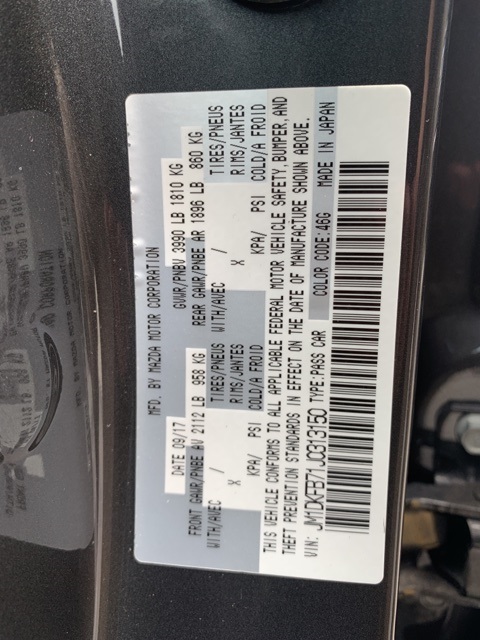 MFD. BY MAZDA MOTOR CORPORATION
DATE 09/17 GVWR/PNBV 3990 LB 1810 KG
FRONT GAWR/PNBE AV 2112 LB 958 KG REAR GAWR/PNBE AR 1896 LB 860 KG
WITH/AVEC TIRES/PNEUS WITH/AVEC TIRES/PNEUS
/ X RIMS/JANTES / X RIMS/JANTES
KPA/ PSI COLD/A FROID KPA/ PSI COLD/A FROID
THIS VEHICLE CONFORMS TO ALL APPLICABLE FEDERAL MOTOR VEHICLE SAFETY, BUMPER, AND
THEFT PREVENTION STANDARDS IN EFFECT ON THE DATE OF MANUFACTURE SHOWN ABOVE.
VIN: JM1DKFB71J0313150 TYPE:PASS CAR COLOR CODE:46G MADE IN JAPAN